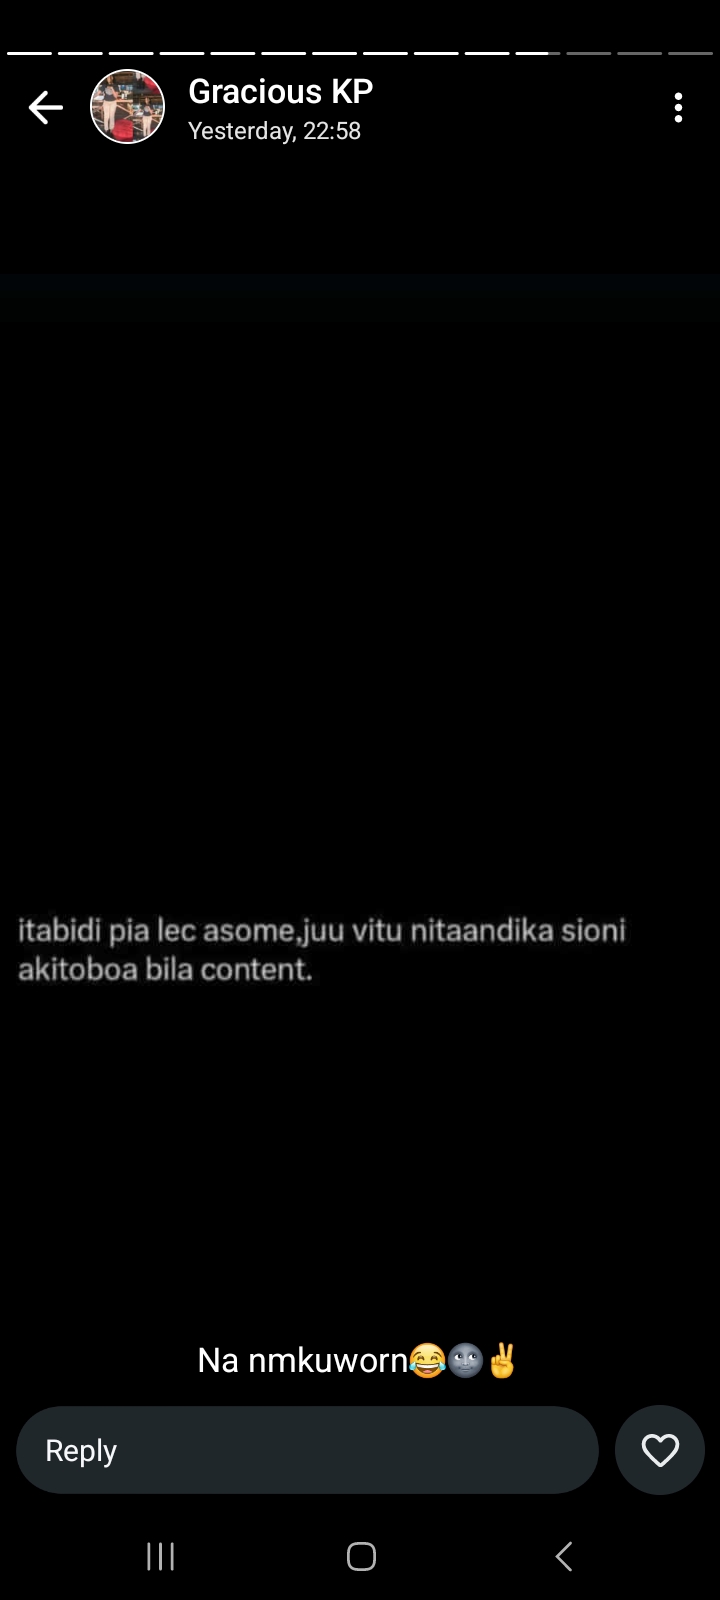 Gracious KP
Yesterday, 22:58
itabidi pia lec asome,juu vitu nitaandika sioni
akitoboa bila content.
Na nmkuworn😂🌚✌️
Reply